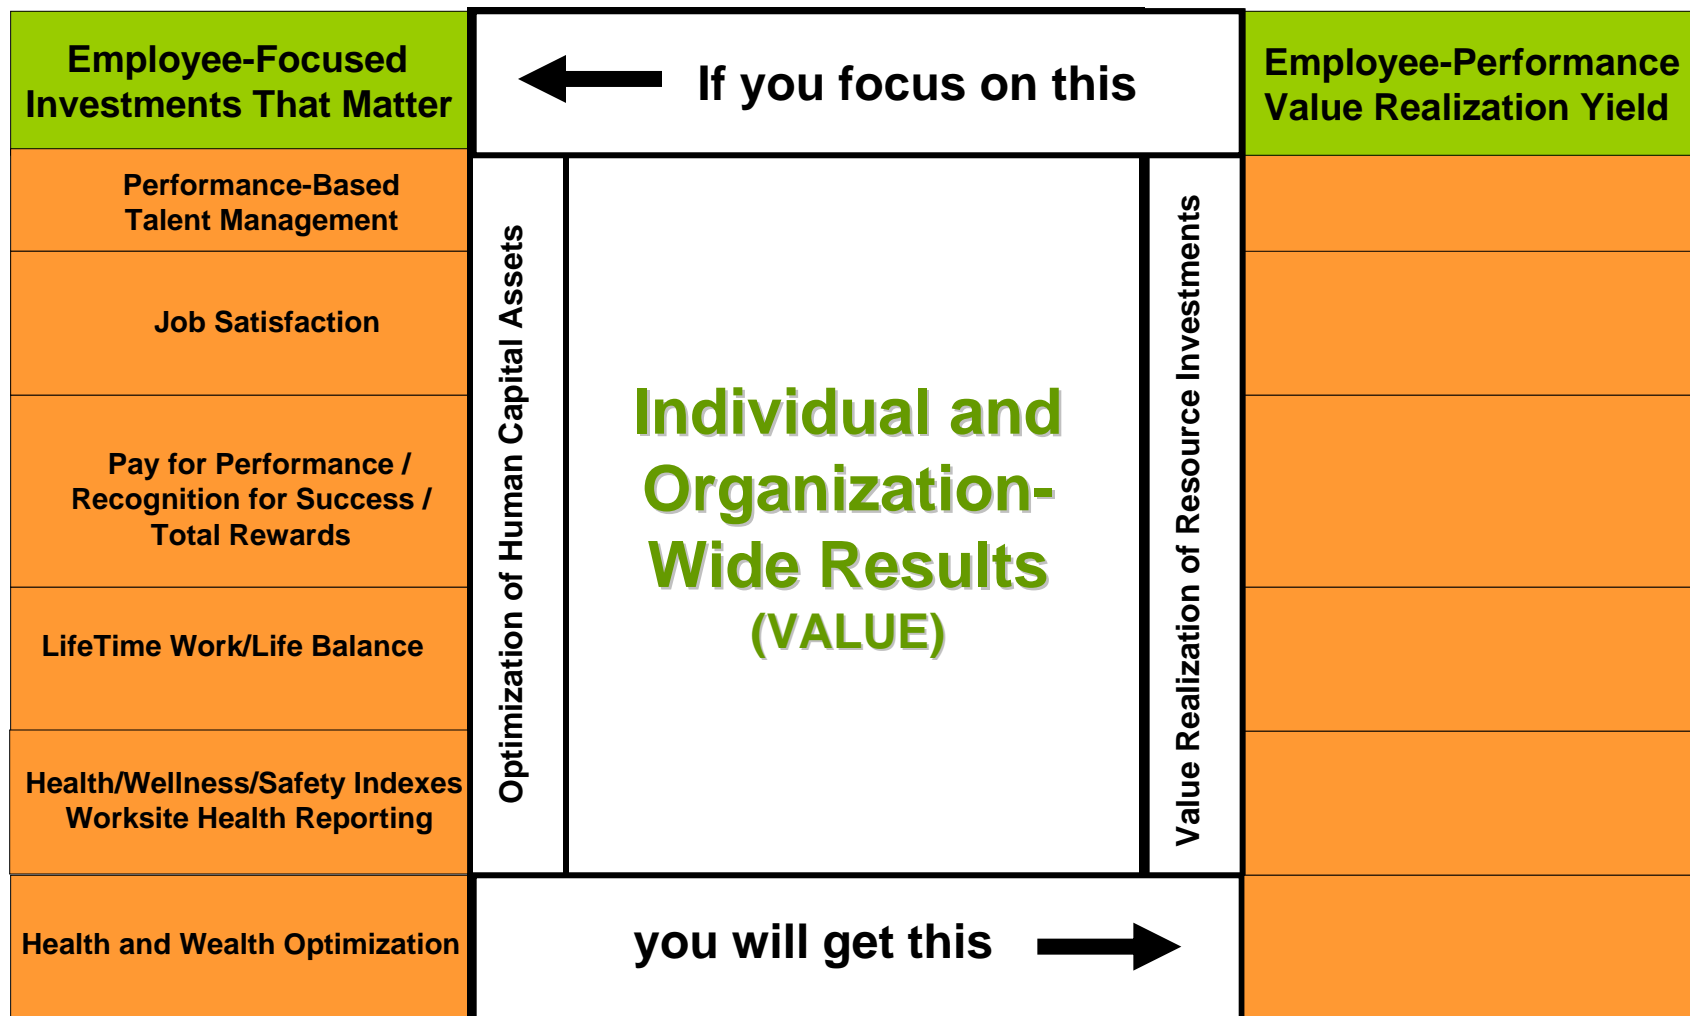 Employee-Focused
Investments That Matter
If you focus on this
Employee-Performance
Value Realization Yield
Performance-Based
Talent Management
Job Satisfaction
Pay for Performance /
Recognition for Success /
Total Rewards
LifeTime Work/Life Balance
Health/Wellness/Safety Indexes
Worksite Health Reporting
Health and Wealth Optimization
Optimization of Human Capital Assets
Individual and
Organization-
Wide Results
(VALUE)
Value Realization of Resource Investments
you will get this